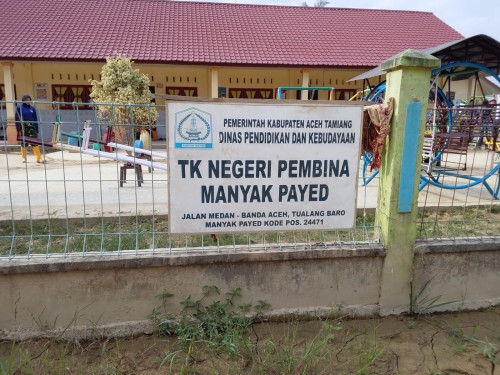 PEMERINTAH KABUPATEN ACEH TAMIANG
DINAS PENDIDIKAN DAN KEBUDAYAAN
TK NEGERI PEMBINA
MANYAK PAYED
JALAN MEDAN - BANDA ACEH, TUALANG BARO
MANYAK PAYED KODE POS. 24471